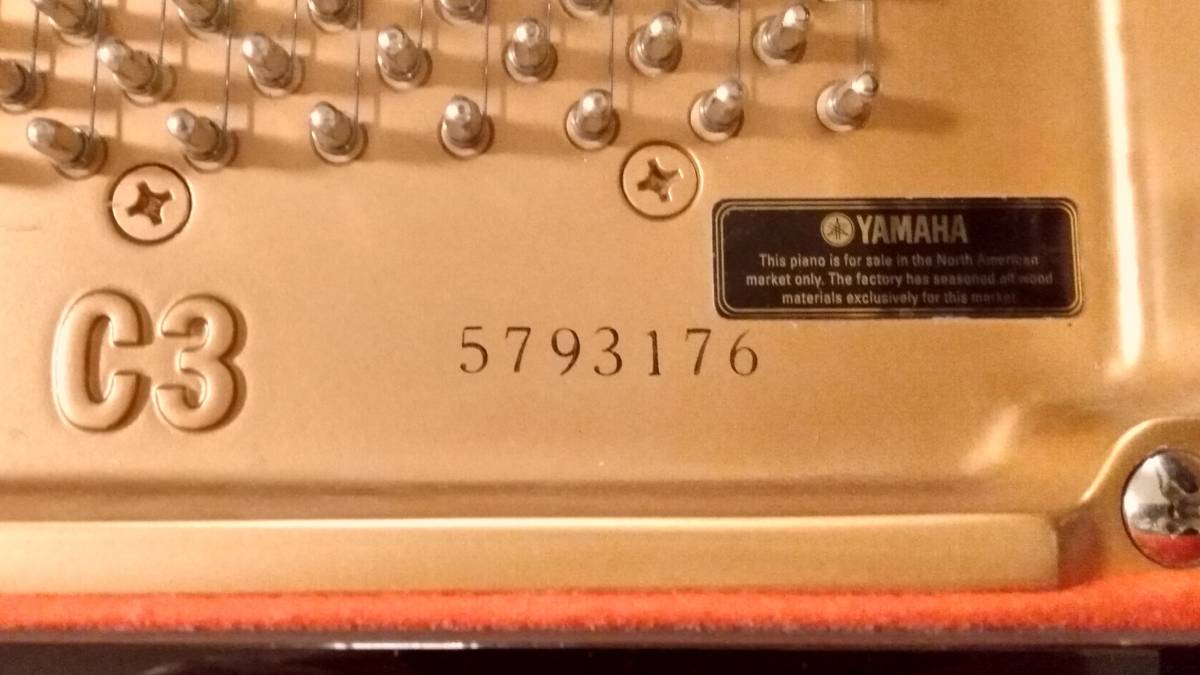 YAMAHA
This piano is for sale in the North American
market only. The factory has seasoned all wood
materials exclusively for this market.
C3
5793176